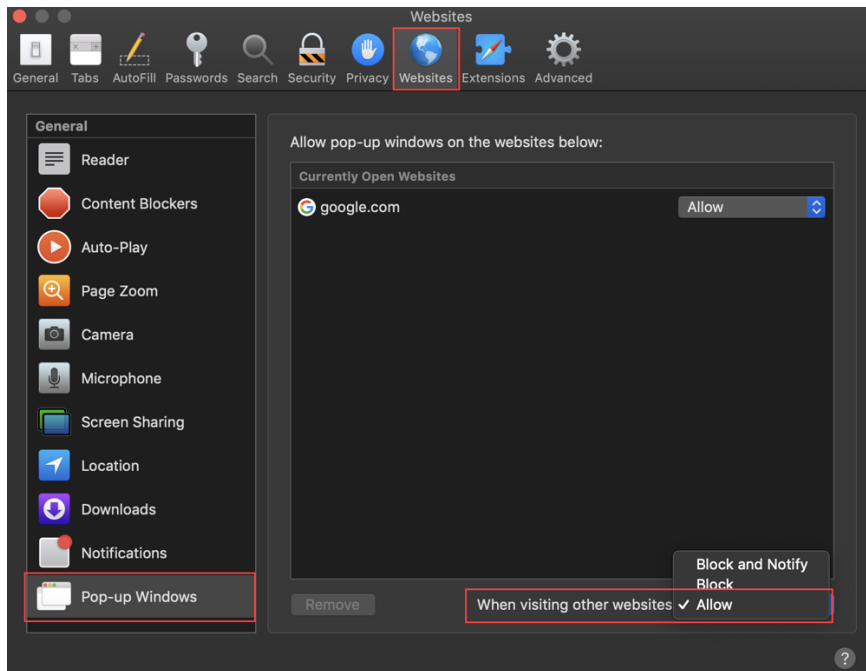 Websites
General Tabs AutoFill Passwords Search Security Privacy Websites Extensions Advanced
General
Reader
Content Blockers
Auto-Play
Page Zoom
Camera
Microphone
Screen Sharing
Location
Downloads
Notifications
Pop-up Windows
Allow pop-up windows on the websites below:
Currently Open Websites
google.com Allow
Block and Notify
Block
Remove When visiting other websites ✓ Allow
?